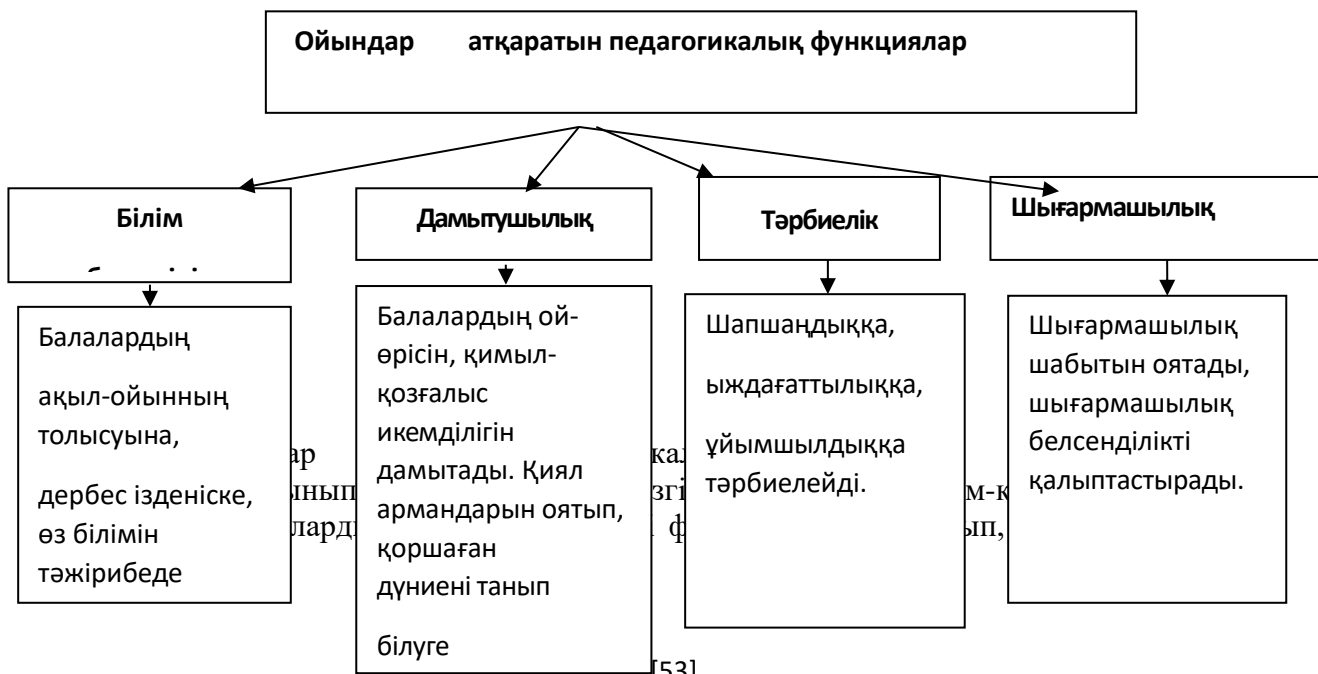 Ойындар атқаратын педагогикалық функциялар
Білім
Дамытушылық
Тәрбиелік
Шығармашылық
Балалардың
ақыл-ойынның
толысуына,
дербес ізденіске,
өз білімін
тәжірибеде
Балалардың ой-
өрісін, қимыл-
қозғалыс
икемділігін
дамытады. Қиял
армандарын оятып,
қоршаған
дүниені танып
білуге
Шапшаңдыққа,
ыждағаттылыққа,
ұйымшылдыққа
тәрбиелейді.
Шығармашылық
шабытын оятады,
шығармашылық
белсенділікті
қалыптастырады.
[53]